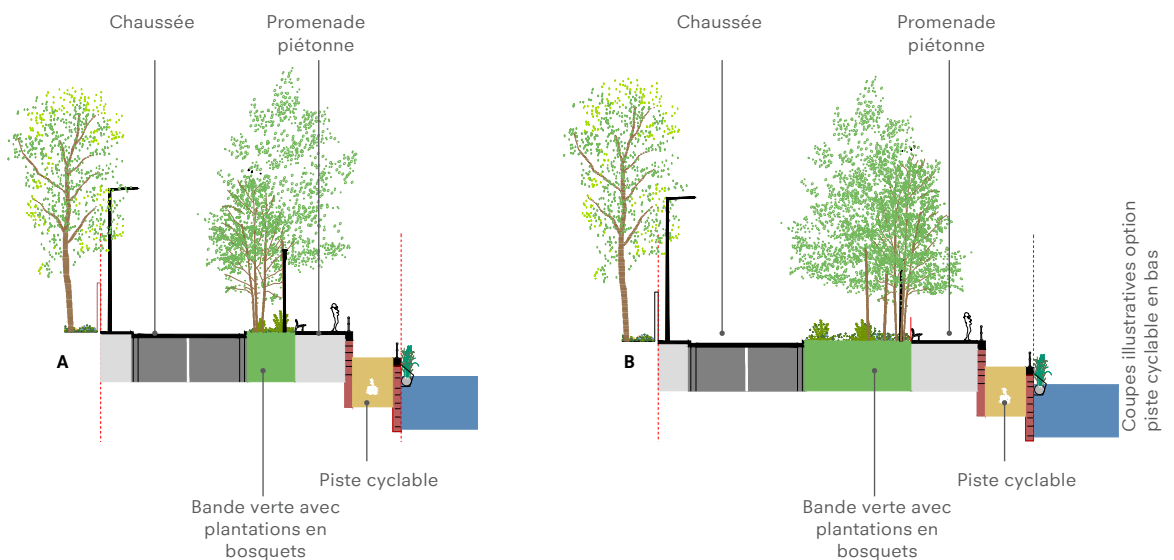 Chaussée
Promenade
piétonne
A
Piste cyclable
Bande verte avec
plantations en
bosquets
Chaussée
Promenade
piétonne
B
Piste cyclable
Bande verte avec
plantations en
bosquets
Coupes illustratives option
piste cyclable en bas